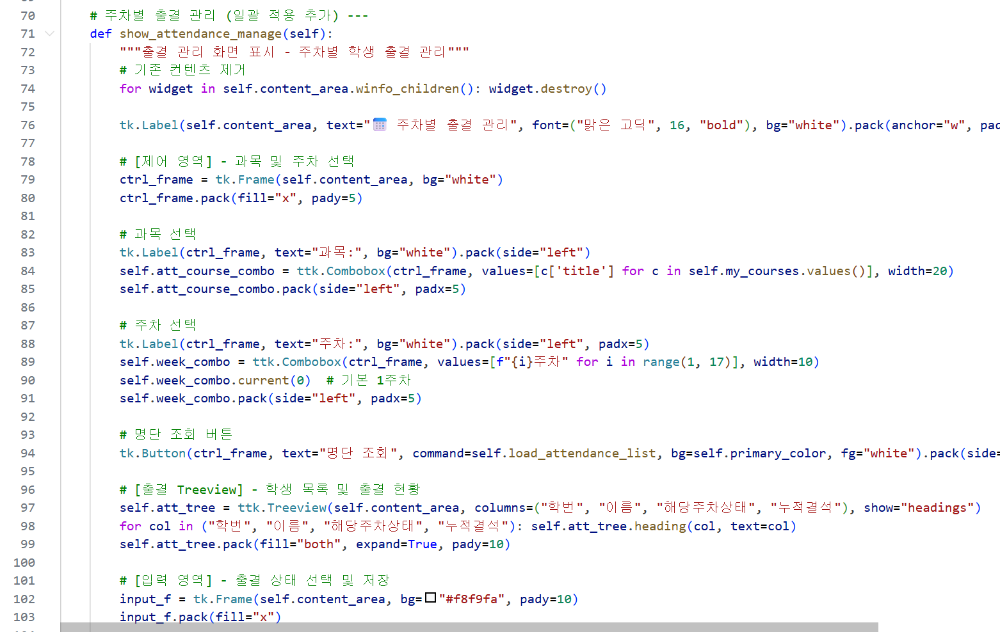 70 # 주차별 출결 관리 (일괄 적용 추가) ---
71 def show_attendance_manage(self):
72 """출결 관리 화면 표시 - 주차별 학생 출결 관리"""
73 # 기존 컨텐츠 제거
74 for widget in self.content_area.winfo_children(): widget.destroy()
75
76 tk.Label(self.content_area, text="📅 주차별 출결 관리", font=("맑은 고딕", 16, "bold"), bg="white").pack(anchor="w", pad
77
78 # [제어 영역] - 과목 및 주차 선택
79 ctrl_frame = tk.Frame(self.content_area, bg="white")
80 ctrl_frame.pack(fill="x", pady=5)
81
82 # 과목 선택
83 tk.Label(ctrl_frame, text="과목:", bg="white").pack(side="left")
84 self.att_course_combo = ttk.Combobox(ctrl_frame, values=[c['title'] for c in self.my_courses.values()], width=20)
85 self.att_course_combo.pack(side="left", padx=5)
86
87 # 주차 선택
88 tk.Label(ctrl_frame, text="주차:", bg="white").pack(side="left", padx=5)
89 self.week_combo = ttk.Combobox(ctrl_frame, values=[f"{i}주차" for i in range(1, 17)], width=10)
90 self.week_combo.current(0)  # 기본 1주차
91 self.week_combo.pack(side="left", padx=5)
92
93 # 명단 조회 버튼
94 tk.Button(ctrl_frame, text="명단 조회", command=self.load_attendance_list, bg=self.primary_color, fg="white").pack(side=
95
96 # [출결 Treeview] - 학생 목록 및 출결 현황
97 self.att_tree = ttk.Treeview(self.content_area, columns=("학번", "이름", "해당주차상태", "누적결석"), show="headings")
98 for col in ("학번", "이름", "해당주차상태", "누적결석"): self.att_tree.heading(col, text=col)
99 self.att_tree.pack(fill="both", expand=True, pady=10)
100
101 # [입력 영역] - 출결 상태 선택 및 저장
102 input_f = tk.Frame(self.content_area, bg="#f8f9fa", pady=10)
103 input_f.pack(fill="x")